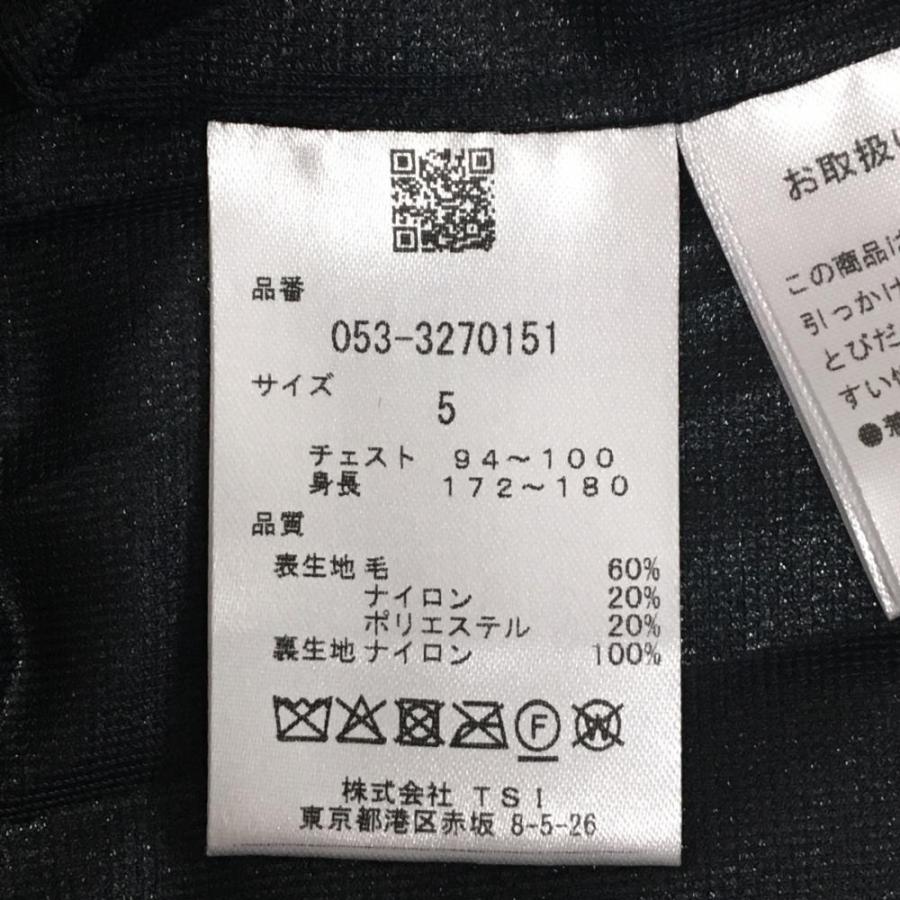 品番
053-3270151
サイズ
5
チェスト 94～100
身長 172～180
品質
表生地 毛 60%
ナイロン 20%
ポリエステル 20%
裏生地 ナイロン 100%
F
W
株式会社 TSI
東京都港区赤坂 8-5-26
お取扱い
この商品は
引っかけ
とびだ
すい
●着